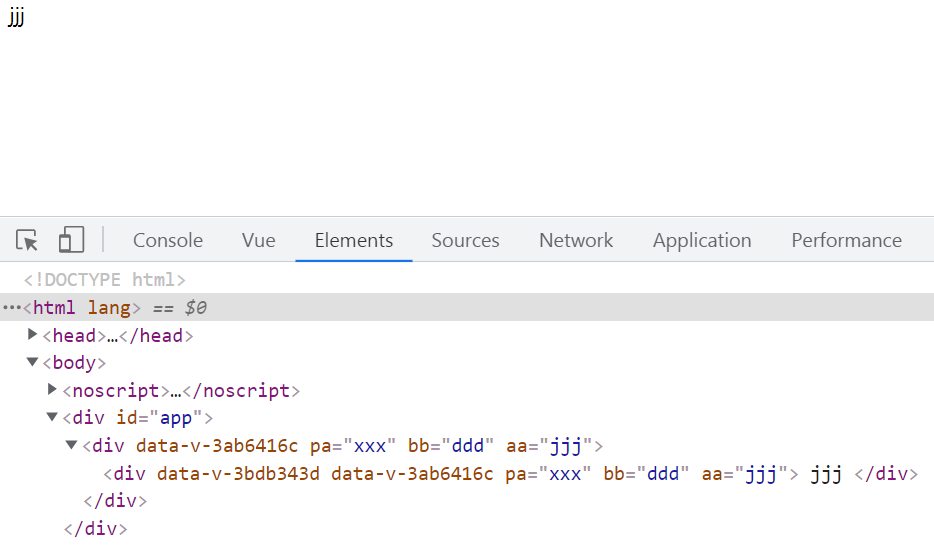 jjj
Console Vue Elements Sources Network Application Performance
<!DOCTYPE html>
…<html lang> == $0
▶<head>…</head>
▼<body>
▶<noscript>…</noscript>
▼<div id="app">
▼<div data-v-3ab6416c pa="xxx" bb="ddd" aa="jjj">
<div data-v-3bdb343d data-v-3ab6416c pa="xxx" bb="ddd" aa="jjj"> jjj </div>
</div>
</div>